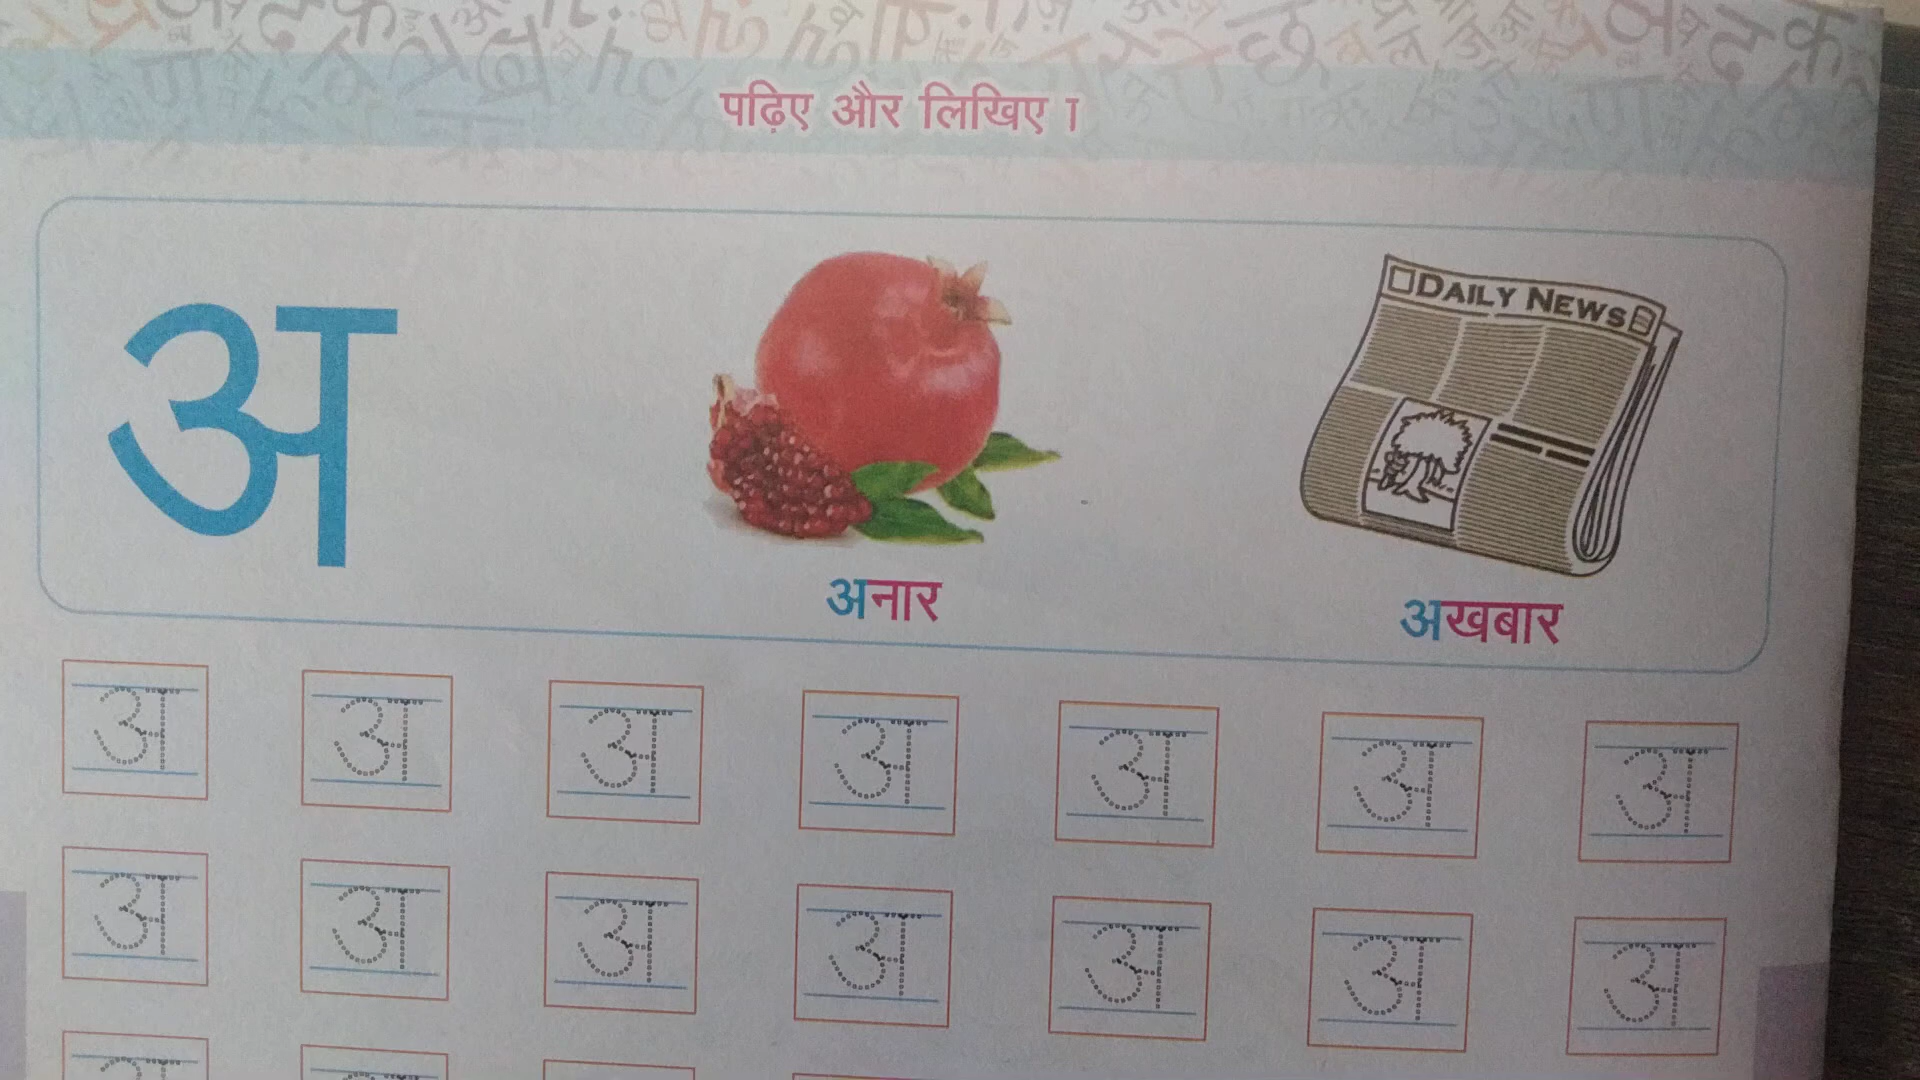 पढ़िए और लिखिए ।
अ
DAILY NEWS
अनार
अखबार
अ अ अ अ अ अ अ
अ अ अ अ अ अ अ